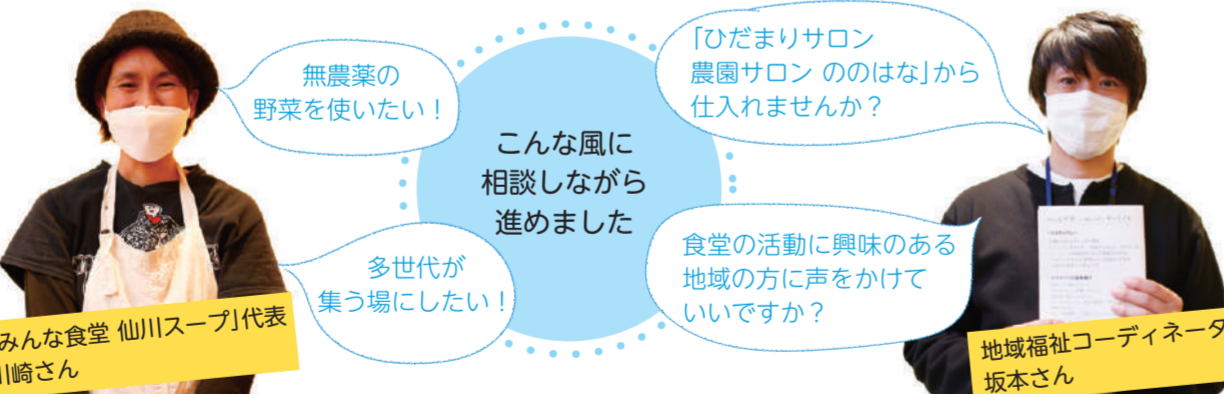 無農薬の
野菜を使いたい！
多世代が
集う場にしたい！
みんな食堂 仙川スープ」代表
川崎さん
こんな風に
相談しながら
進めました
「ひだまりサロン
農園サロン ののはな」から
仕入れませんか？
食堂の活動に興味のある
地域の方に声をかけて
いいですか？
地域福祉コーディネータ
坂本さん